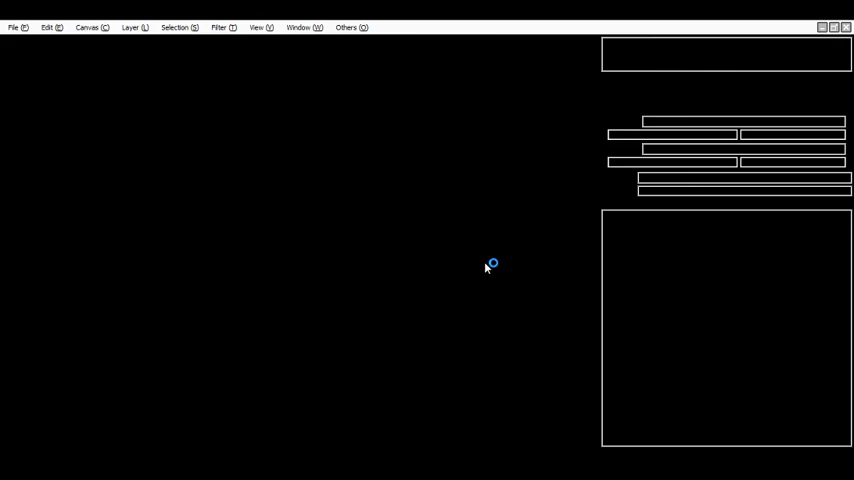 File (F) Edit (E) Canvas (C) Layer (L) Selection (S) Filter (T) View (V) Window (W) Others (O)